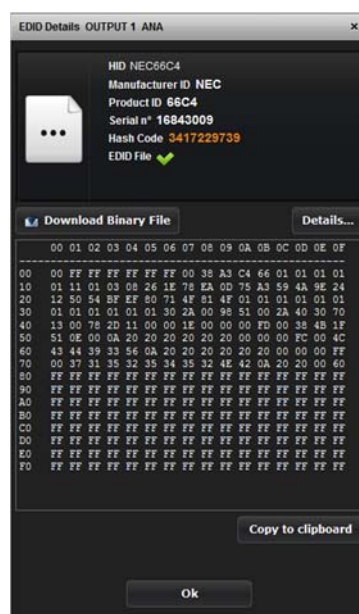 EDID Details OUTPUT 1 ANA ×
HID NEC66C4
Manufacturer ID NEC
Product ID 66C4
Serial n° 16843009
Hash Code 3417229739
EDID File
Download Binary File Details...
00 01 02 03 04 05 06 07 08 09 0A 0B 0C 0D 0E 0F
00 00 FF FF FF FF FF FF 00 38 A3 C4 66 01 01 01 01
10 01 11 01 03 08 26 1E 78 EA 0D 75 A3 59 4A 9E 24
20 12 50 54 BF EF 80 71 4F 81 4F 01 01 01 01 01 01
30 01 01 01 01 01 01 30 2A 00 98 51 00 2A 40 30 70
40 13 00 78 2D 11 00 00 1E 00 00 00 FD 00 38 4B 1F
50 51 0E 00 0A 20 20 20 20 20 20 00 00 00 FC 00 4C
60 43 44 39 33 56 0A 20 20 20 20 20 20 00 00 00 FF
70 00 37 31 35 32 35 34 35 32 4E 42 0A 20 20 00 60
80 FF FF FF FF FF FF FF FF FF FF FF FF FF FF FF FF
90 FF FF FF FF FF FF FF FF FF FF FF FF FF FF FF FF
A0 FF FF FF FF FF FF FF FF FF FF FF FF FF FF FF FF
B0 FF FF FF FF FF FF FF FF FF FF FF FF FF FF FF FF
C0 FF FF FF FF FF FF FF FF FF FF FF FF FF FF FF FF
D0 FF FF FF FF FF FF FF FF FF FF FF FF FF FF FF FF
E0 FF FF FF FF FF FF FF FF FF FF FF FF FF FF FF FF
F0 FF FF FF FF FF FF FF FF FF FF FF FF FF FF FF FF
Copy to clipboard
Ok